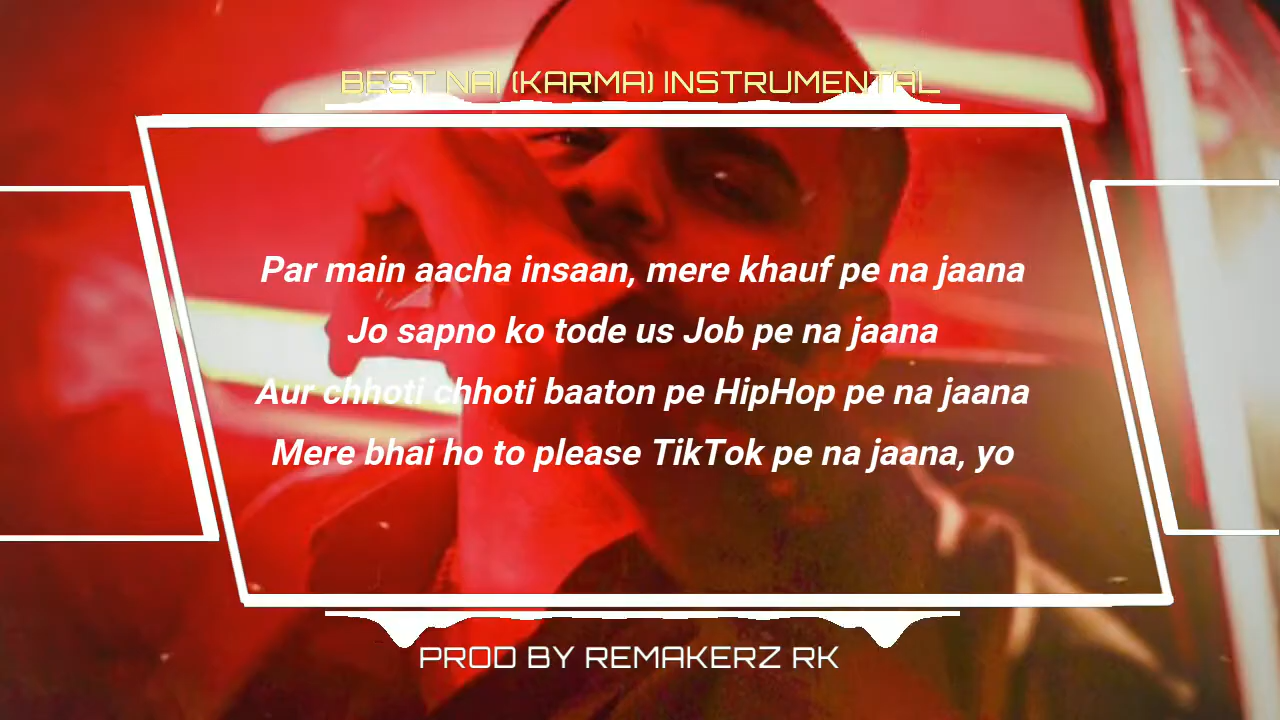 BEST NAI (KARMA) INSTRUMENTAL
Par main aacha insaan, mere khauf pe na jaana
Jo sapno ko tode us Job pe na jaana
Aur chhoti chhoti baaton pe HipHop pe na jaana
Mere bhai ho to please TikTok pe na jaana, yo
PROD BY REMAKERZ RK